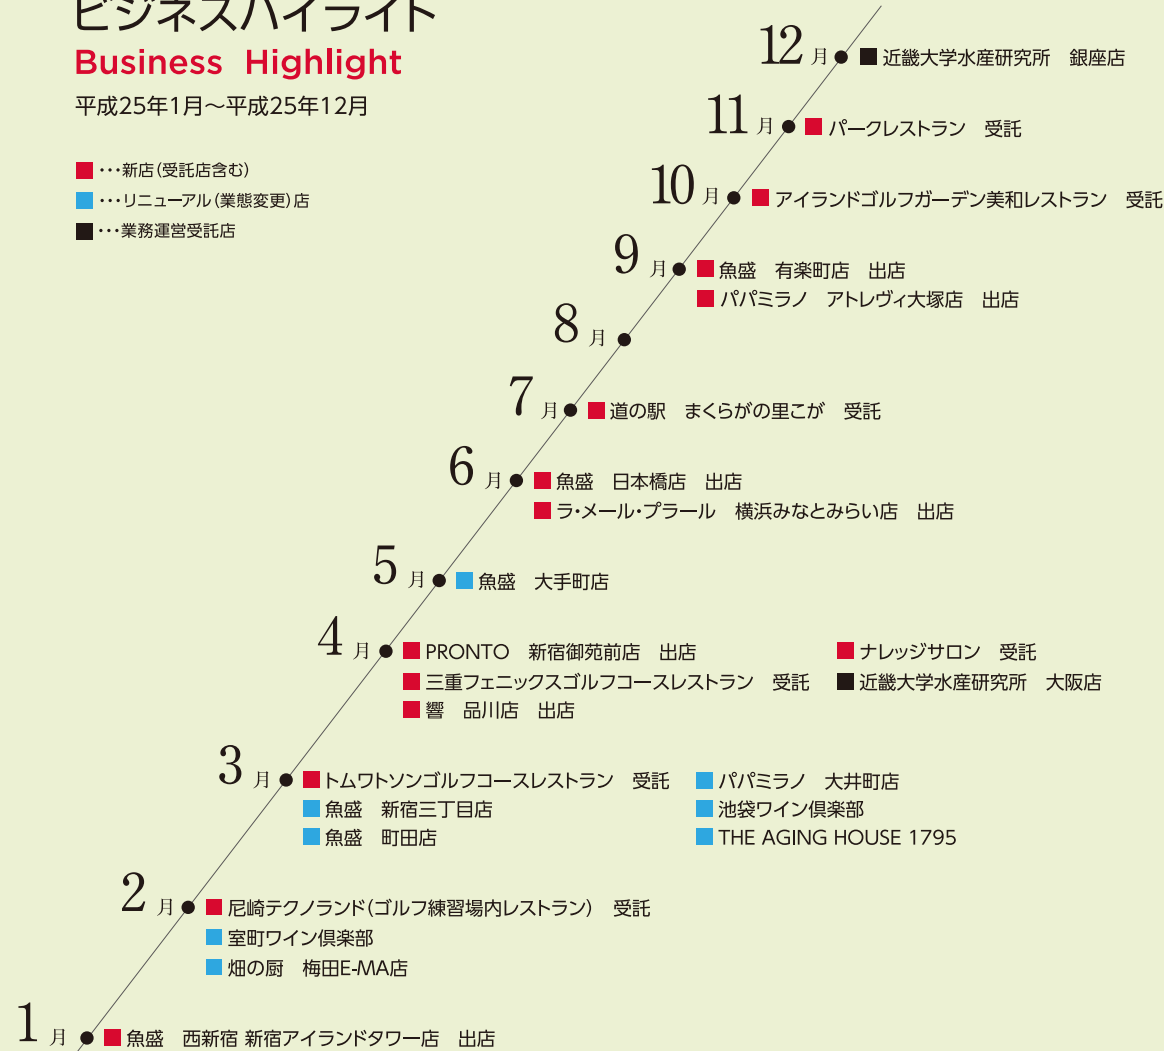 ビジネスハイライト
Business Highlight
平成25年1月～平成25年12月
･･･新店（受託店含む）
･･･リニューアル（業態変更）店
･･･業務運営受託店
12月 近畿大学水産研究所　銀座店
11月 パークレストラン　受託
10月 アイランドゴルフガーデン美和レストラン　受託
9月 魚盛　有楽町店　出店
パパミラノ　アトレヴィ大塚店　出店
8月
7月 道の駅　まくらがの里こが　受託
6月 魚盛　日本橋店　出店
ラ・メール・プラール　横浜みなとみらい店　出店
5月 魚盛　大手町店
4月 PRONTO　新宿御苑前店　出店 ナレッジサロン　受託
三重フェニックスゴルフコースレストラン　受託 近畿大学水産研究所　大阪店
響　品川店　出店
3月 トムワトソンゴルフコースレストラン　受託 パパミラノ　大井町店
魚盛　新宿三丁目店 池袋ワイン倶楽部
魚盛　町田店 THE AGING HOUSE 1795
2月 尼崎テクノランド（ゴルフ練習場内レストラン）　受託
室町ワイン倶楽部
畑の厨　梅田E-MA店
1月 魚盛　西新宿 新宿アイランドタワー店　出店